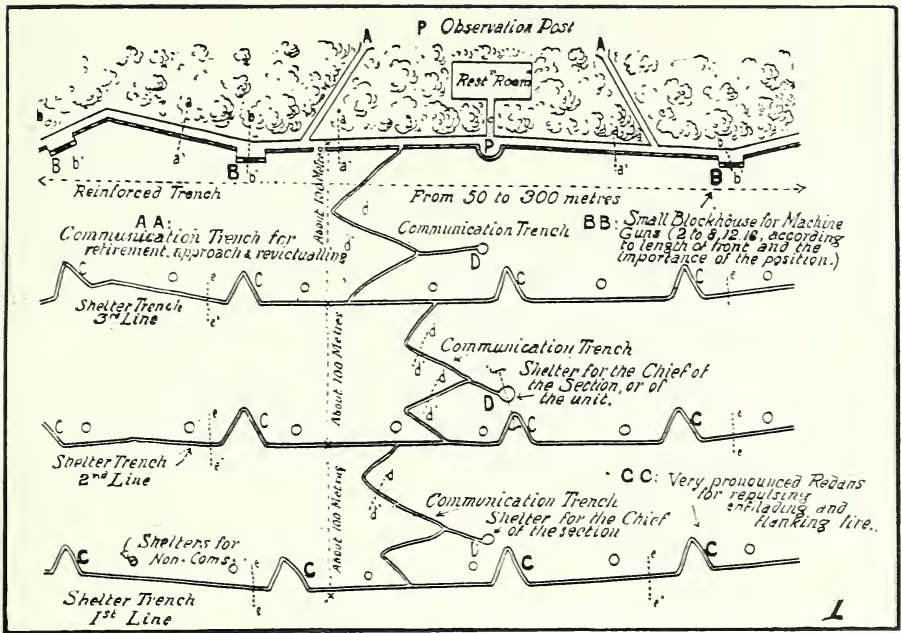 P Observation Post
A
A
Rest Room
P
B
B
B
a
a'
b
b'
Reinforced Trench
From 50 to 300 metres
About 100 Metres
AA:
Communication Trench for
retirement, approach & revictualling
Communication Trench
D
BB: Small Blockhouse for Machine
Guns (2 to 8, 12, 16, according
to length of front and the
importance of the position.)
C
C
C
C
Shelter Trench
3rd Line
e
e'
About 100 Metres
d
d'
Communication Trench
Shelter for the Chief of
the Section, or of
the unit.
D
C
C
C
C
Shelter Trench
2nd Line
e
e'
About 100 Metres
d
d'
Communication Trench
Shelter for the Chief
of the section
CC: Very pronounced Redans
for repulsing
enfilading and
flanking fire.
C
C
C
C
Shelters for
Non-Coms.
Shelter Trench
1st Line
e
e'
1